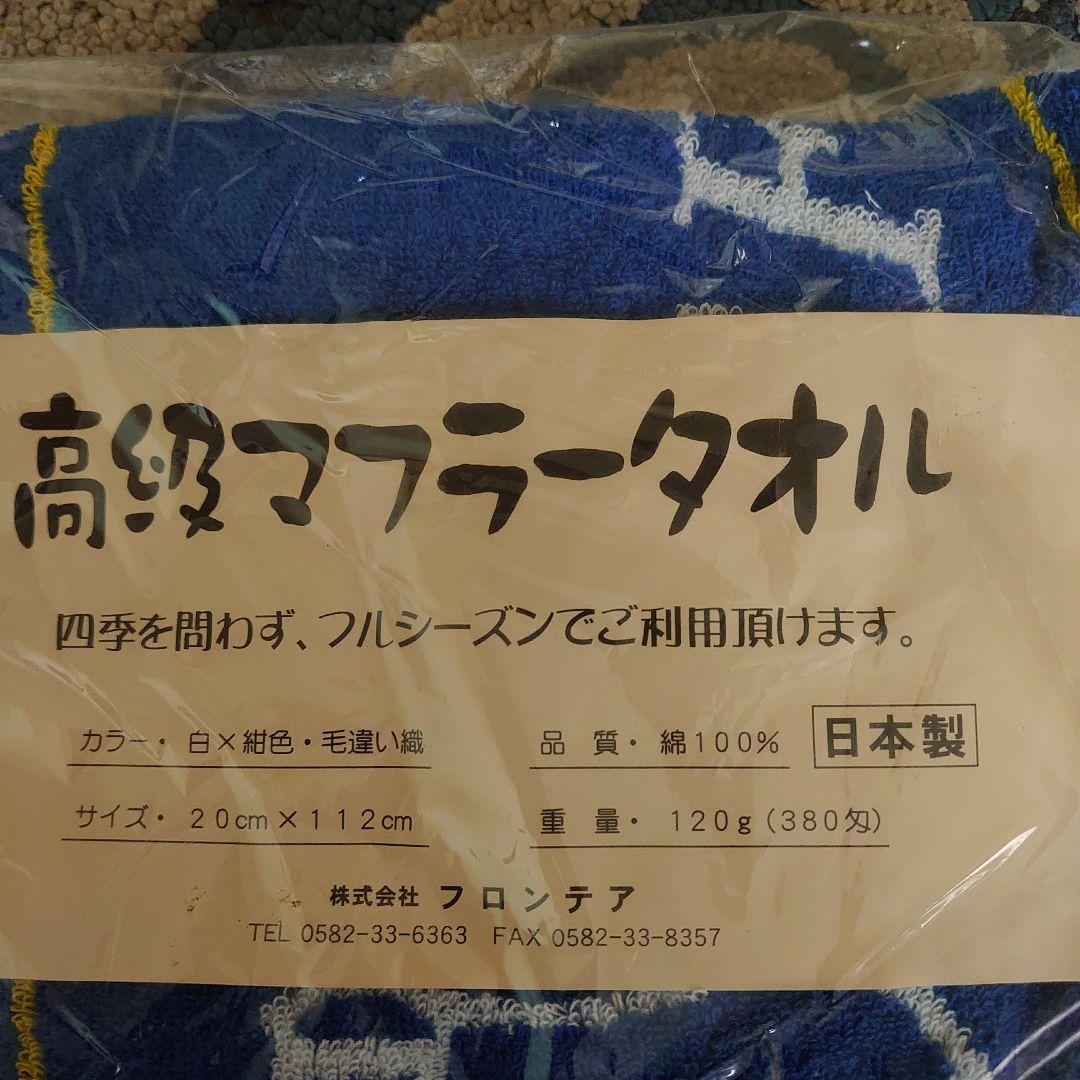 高級マフラータオル
四季を問わず、フルシーズンでご利用頂けます。
カラー・ 白×紺色・毛違い織
品 質・ 綿100%
日本製
サイズ・ 20cm×112cm
重 量・ 120g(380匁)
株式会社 フロンテア
TEL 0582-33-6363 FAX 0582-33-8357